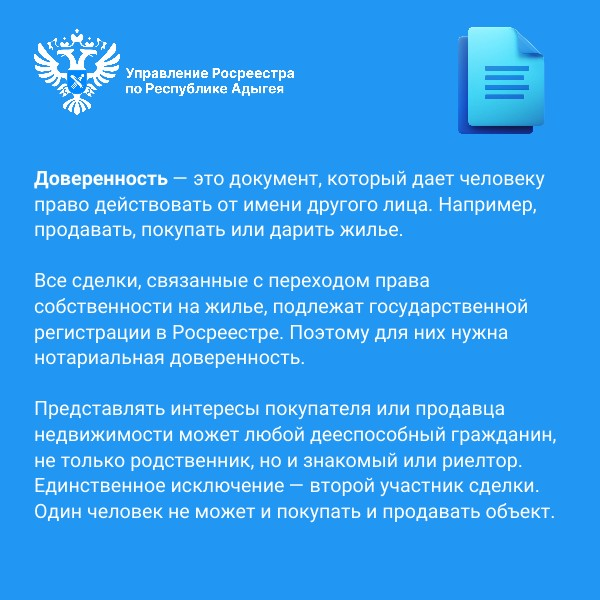 Управление Росреестра
по Республике Адыгея
Доверенность — это документ, который дает человеку
право действовать от имени другого лица. Например,
продавать, покупать или дарить жилье.
Все сделки, связанные с переходом права
собственности на жилье, подлежат государственной
регистрации в Росреестре. Поэтому для них нужна
нотариальная доверенность.
Представлять интересы покупателя или продавца
недвижимости может любой дееспособный гражданин,
не только родственник, но и знакомый или риелтор.
Единственное исключение — второй участник сделки.
Один человек не может и покупать и продавать объект.